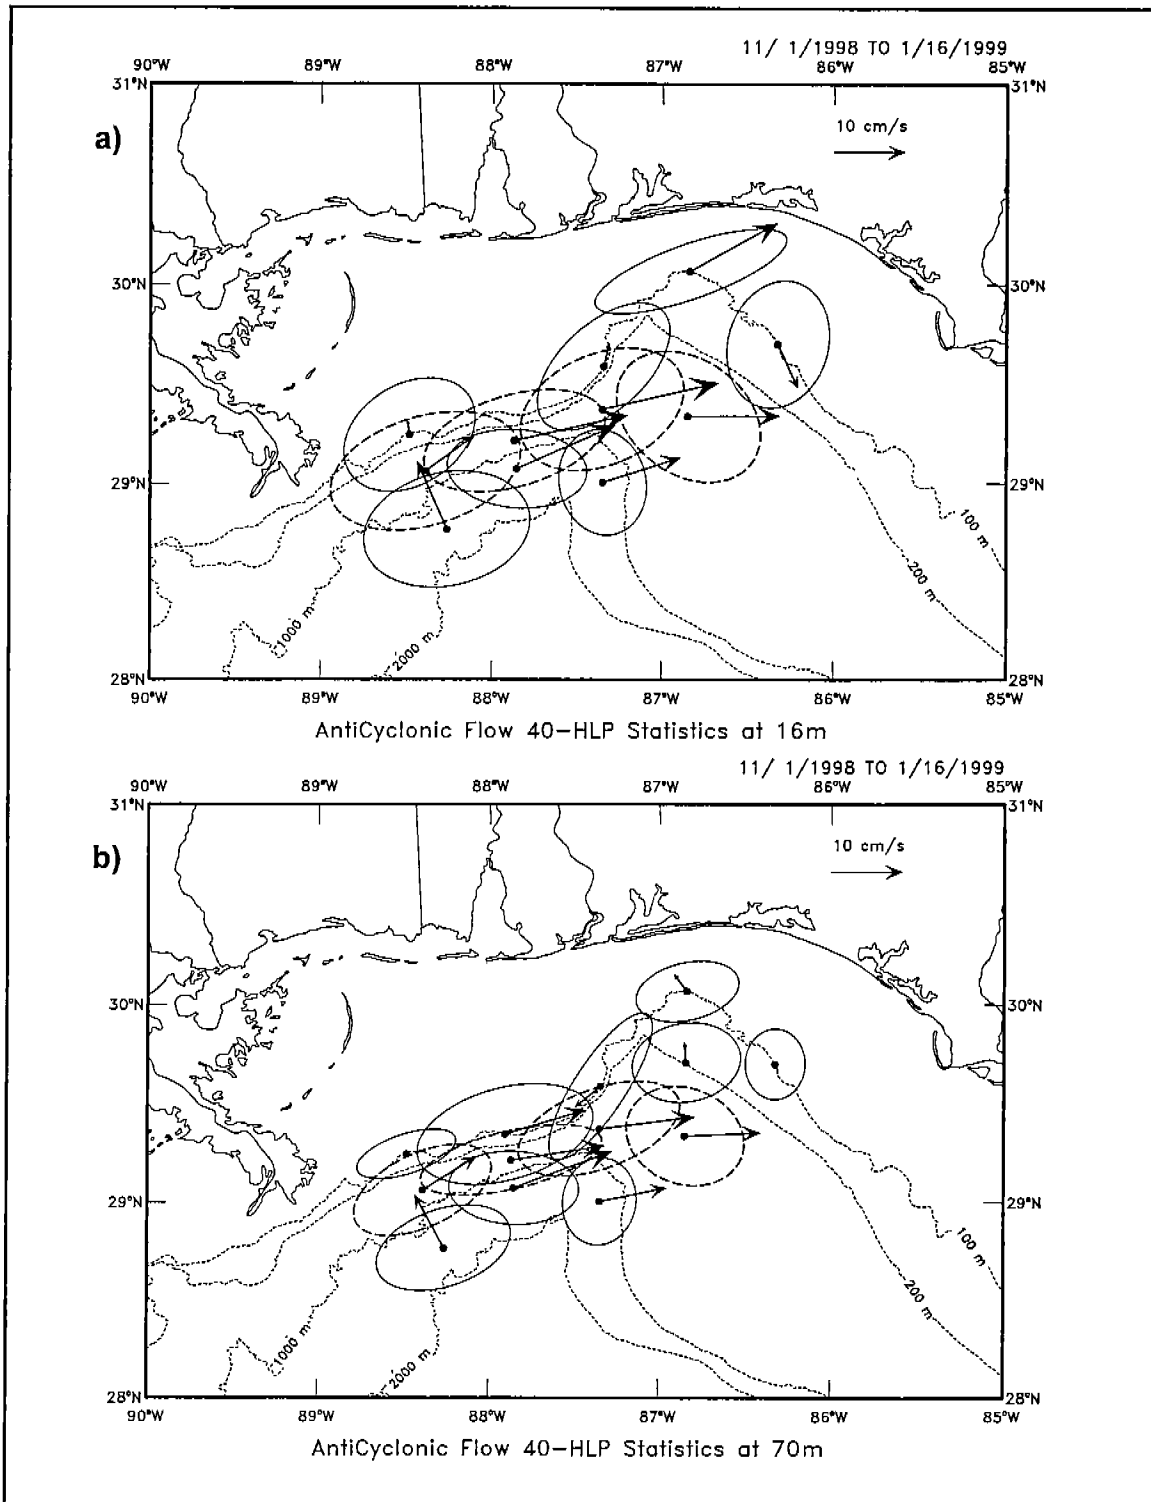 11/ 1/1998 TO 1/16/1999
90°W 89°W 88°W 87°W 86°W 85°W
31°N 31°N
a)
10 cm/s
30°N 30°N
29°N 29°N
100 m
200 m
1000 m
2000 m
28°N 28°N
90°W 89°W 88°W 87°W 86°W 85°W
AntiCyclonic Flow 40-HLP Statistics at 16m
11/ 1/1998 TO 1/16/1999
90°W 89°W 88°W 87°W 86°W 85°W
31°N 31°N
b)
10 cm/s
30°N 30°N
29°N 29°N
100 m
200 m
1000 m
2000 m
28°N 28°N
90°W 89°W 88°W 87°W 86°W 85°W
AntiCyclonic Flow 40-HLP Statistics at 70m